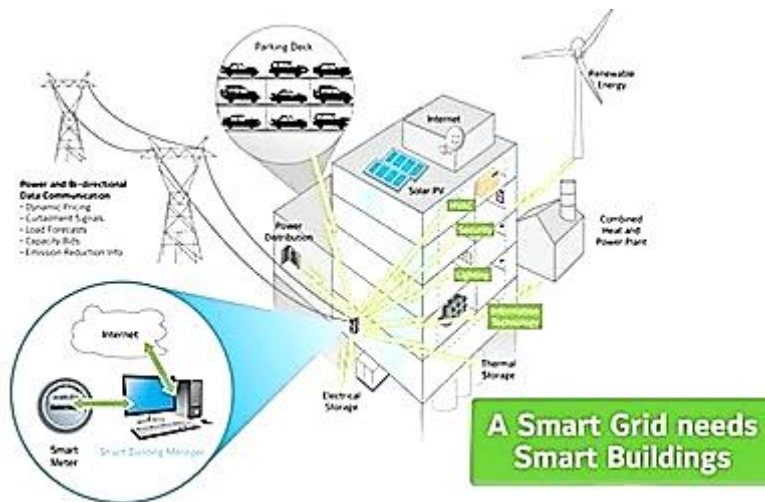 Parking Deck
Renewable
Energy
Internet
Solar PV
HVAC
Power and Bi-directional
Data Communication
• Dynamic Pricing
• Curtailment Signals
• Load Forecasts
• Capacity Bids
• Emission Reduction Info
Power
Distribution
Security
Combined
Heat and
Power Plant
Lighting
Technology
Internet
Thermal
Storage
Electrical
Storage
Smart
Meter
Smart Building Manager
A Smart Grid needs
Smart Buildings